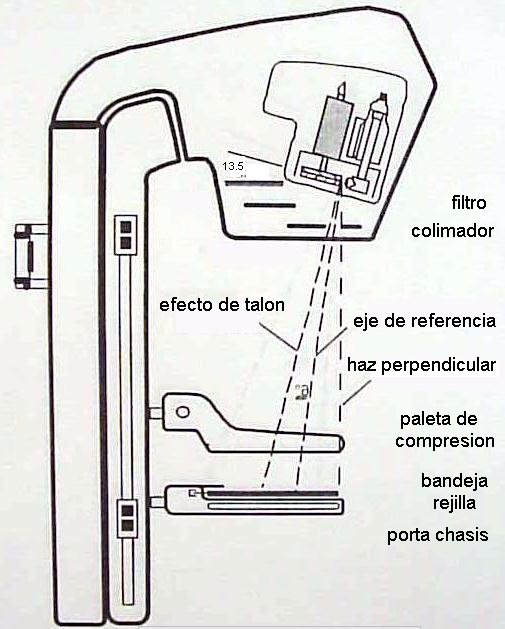 13.5
filtro
colimador
efecto de talon
eje de referencia
haz perpendicular
paleta de
compresion
bandeja
rejilla
porta chasis